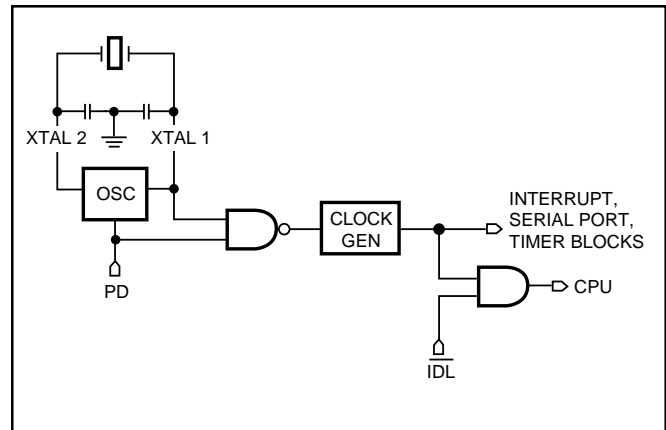 XTAL 2
XTAL 1
OSC
PD
CLOCK
GEN
INTERRUPT,
SERIAL PORT,
TIMER BLOCKS
CPU
IDL